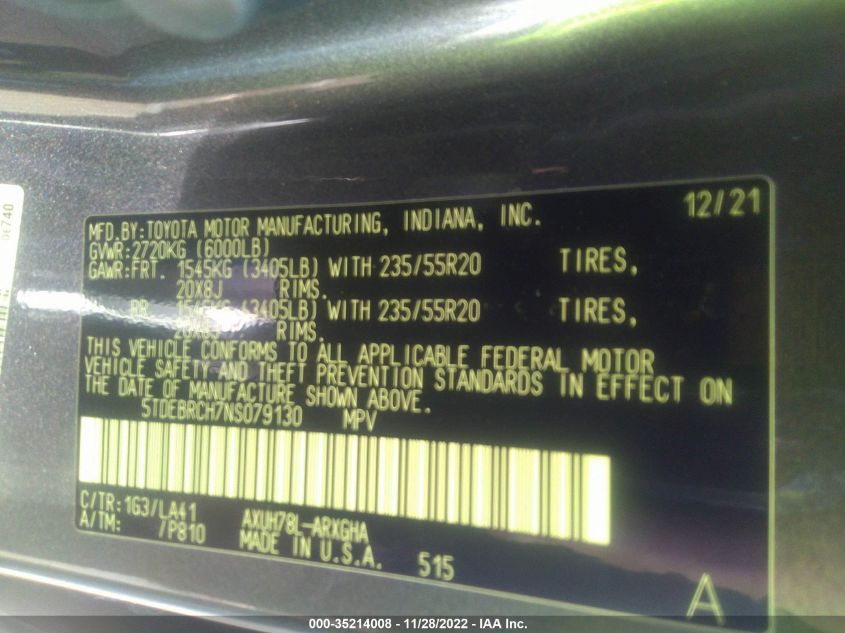 0E740
12/21
MFD.BY:TOYOTA MOTOR MANUFACTURING, INDIANA, INC.
GVWR:2720KG (6000LB)
GAWR:FRT. 1545KG (3405LB) WITH 235/55R20 TIRES,
20X8J RIMS.
RR. 1545KG (3405LB) WITH 235/55R20 TIRES,
RIMS.
THIS VEHICLE CONFORMS TO ALL APPLICABLE FEDERAL MOTOR
VEHICLE SAFETY AND THEFT PREVENTION STANDARDS IN EFFECT ON
THE DATE OF MANUFACTURE SHOWN ABOVE.
5TDEBRCH7NS079130 MPV
C/TR:1G3/LA41 AXUH78L-ARXGHA
A/TM: /P810 MADE IN U.S.A. 515
A
000-35214008 - 11/28/2022 - IAA Inc.